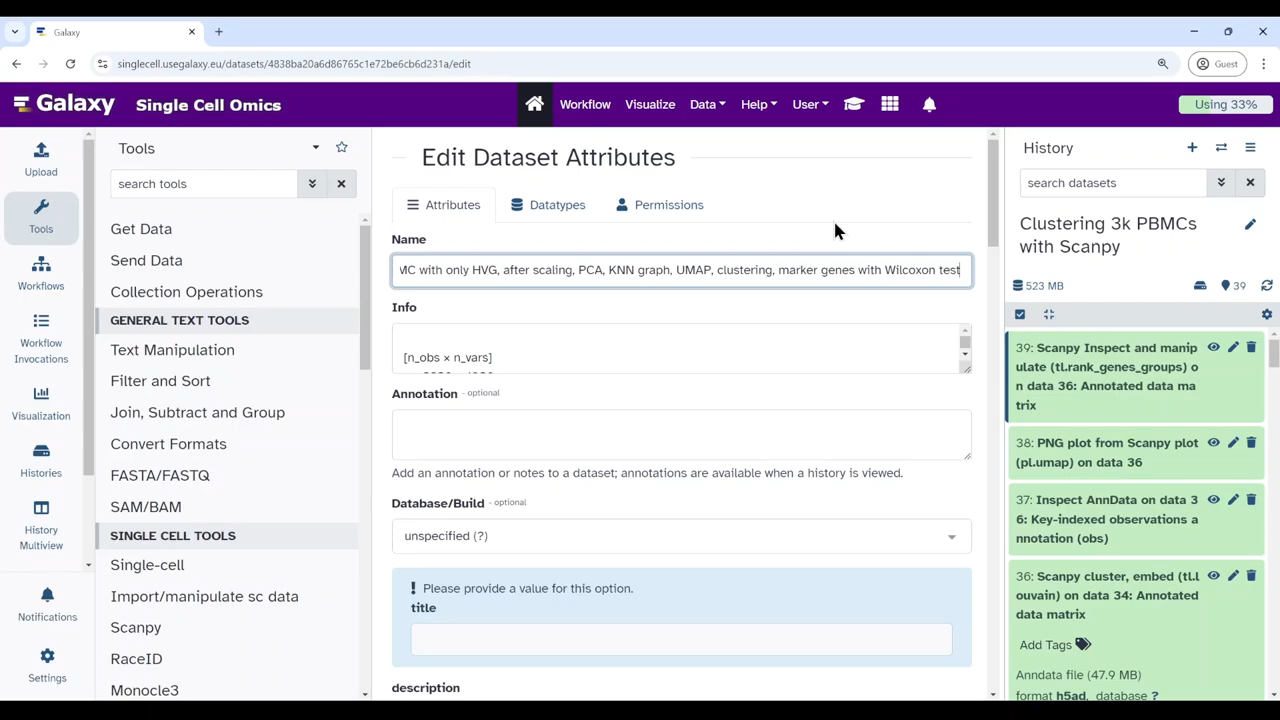 Galaxy
singlecell.usegalaxy.eu/datasets/4838ba20a6d86765c1e72be6cb6d231a/edit
Guest
Galaxy
Single Cell Omics
Workflow
Visualize
Data
Help
User
Using 33%
Upload
Tools
Workflows
Workflow
Invocations
Visualization
Histories
History
Multiview
Notifications
Settings
Tools
search tools
Get Data
Send Data
Collection Operations
GENERAL TEXT TOOLS
Text Manipulation
Filter and Sort
Join, Subtract and Group
Convert Formats
FASTA/FASTQ
SAM/BAM
SINGLE CELL TOOLS
Single-cell
Import/manipulate sc data
Scanpy
RaceID
Monocle3
Edit Dataset Attributes
Attributes
Datatypes
Permissions
Name
MC with only HVG, after scaling, PCA, KNN graph, UMAP, clustering, marker genes with Wilcoxon test
Info
[n_obs × n_vars]
Annotation - optional
Add an annotation or notes to a dataset; annotations are available when a history is viewed.
Database/Build - optional
unspecified (?)
! Please provide a value for this option.
title
description
History
search datasets
Clustering 3k PBMCs
with Scanpy
523 MB
39
39: Scanpy Inspect and manip
ulate (tl.rank_genes_groups) o
n data 36: Annotated data ma
trix
38: PNG plot from Scanpy plot
(pl.umap) on data 36
37: Inspect AnnData on data 3
6: Key-indexed observations a
nnotation (obs)
36: Scanpy cluster, embed (tl.l
ouvain) on data 34: Annotated
data matrix
Add Tags
Anndata file (47.9 MB)
format h5ad, database ?